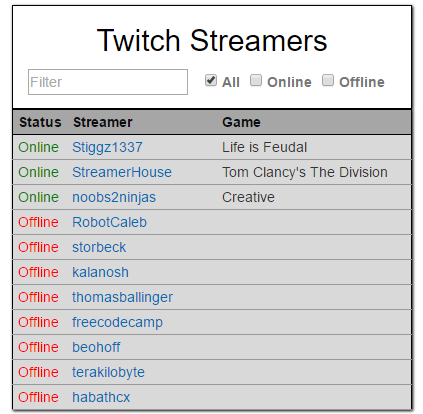 Twitch Streamers
Filter All Online Offline
Status Streamer Game
Online Stiggz1337 Life is Feudal
Online StreamerHouse Tom Clancy's The Division
Online noobs2ninjas Creative
Offline RobotCaleb
Offline storbeck
Offline kalanosh
Offline thomasballinger
Offline freecodecamp
Offline beohoff
Offline terakilobyte
Offline habathcx